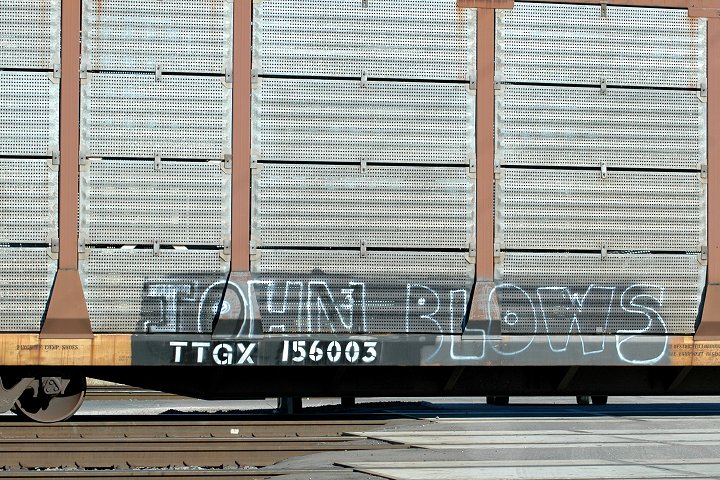 JOHN BLOWS
TTGX 156003